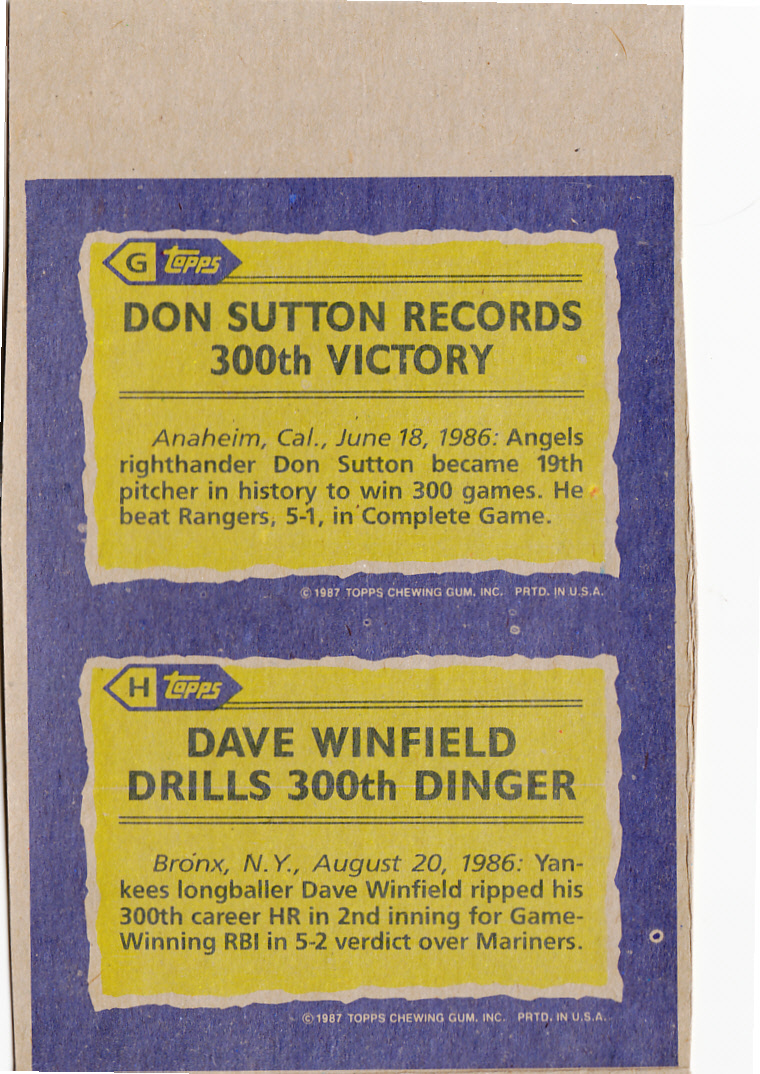 G Topps
DON SUTTON RECORDS
300th VICTORY
Anaheim, Cal., June 18, 1986: Angels
righthander Don Sutton became 19th
pitcher in history to win 300 games. He
beat Rangers, 5-1, in Complete Game.
© 1987 TOPPS CHEWING GUM, INC. PRTD. IN U.S.A.
H Topps
DAVE WINFIELD
DRILLS 300th DINGER
Bronx, N.Y., August 20, 1986: Yan-
kees longballer Dave Winfield ripped his
300th career HR in 2nd inning for Game-
Winning RBI in 5-2 verdict over Mariners.
© 1987 TOPPS CHEWING GUM, INC. PRTD. IN U.S.A.